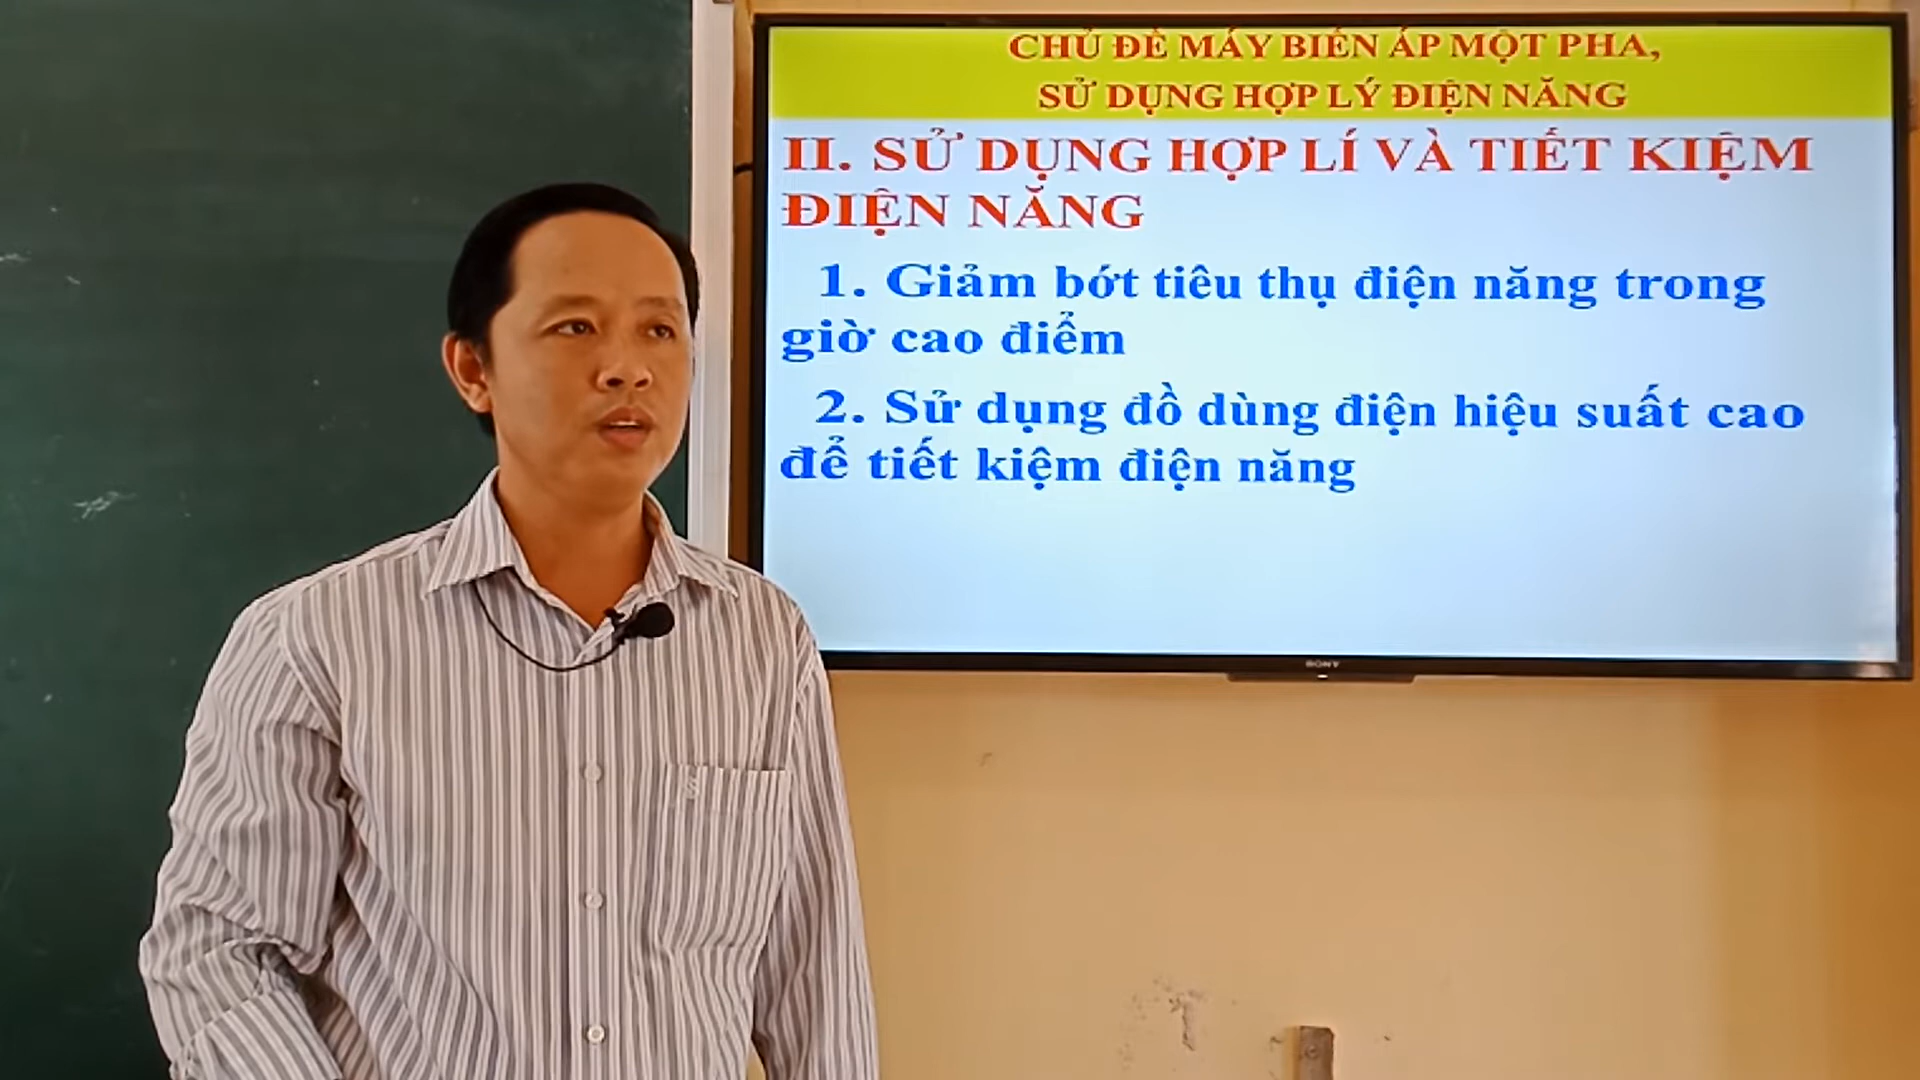 CHỦ ĐỀ MÁY BIẾN ÁP MỘT PHA,
SỬ DỤNG HỢP LÝ ĐIỆN NĂNG
II. SỬ DỤNG HỢP LÍ VÀ TIẾT KIỆM
ĐIỆN NĂNG
1. Giảm bớt tiêu thụ điện năng trong
giờ cao điểm
2. Sử dụng đồ dùng điện hiệu suất cao
để tiết kiệm điện năng
SONY